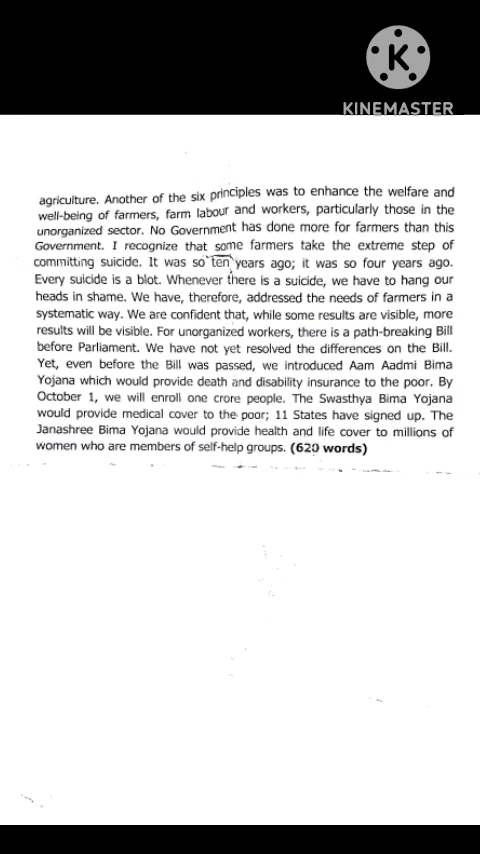 KINEMASTER
agriculture. Another of the six principles was to enhance the welfare and
well-being of farmers, farm labour and workers, particularly those in the
unorganized sector. No Government has done more for farmers than this
Government. I recognize that some farmers take the extreme step of
committing suicide. It was so ten years ago; it was so four years ago.
Every suicide is a blot. Whenever there is a suicide, we have to hang our
heads in shame. We have, therefore, addressed the needs of farmers in a
systematic way. We are confident that, while some results are visible, more
results will be visible. For unorganized workers, there is a path-breaking Bill
before Parliament. We have not yet resolved the differences on the Bill.
Yet, even before the Bill was passed, we introduced Aam Aadmi Bima
Yojana which would provide death and disability insurance to the poor. By
October 1, we will enroll one crore people. The Swasthya Bima Yojana
would provide medical cover to the poor; 11 States have signed up. The
Janashree Bima Yojana would provide health and life cover to millions of
women who are members of self-help groups. (620 words)